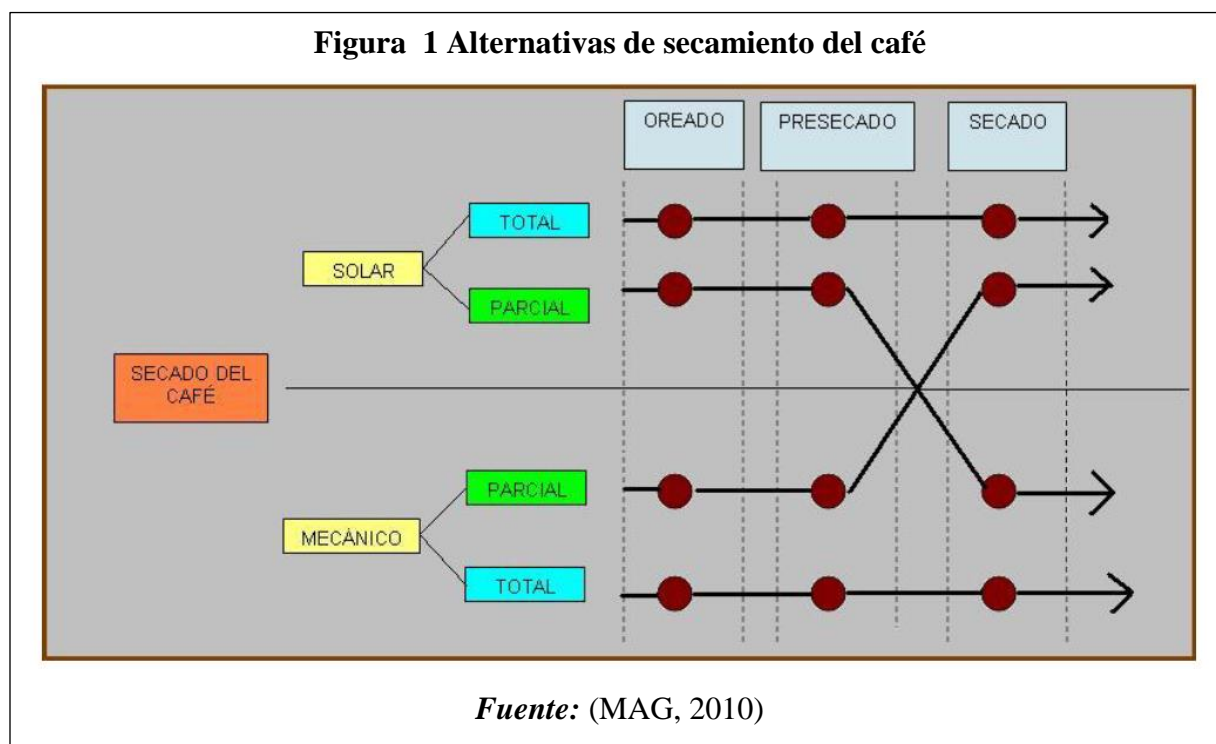 Figura 1 Alternativas de secamiento del café
OREADO
PRESECADO
SECADO
TOTAL
SOLAR
PARCIAL
SECADO DEL
CAFÉ
PARCIAL
MECÁNICO
TOTAL
Fuente: (MAG, 2010)